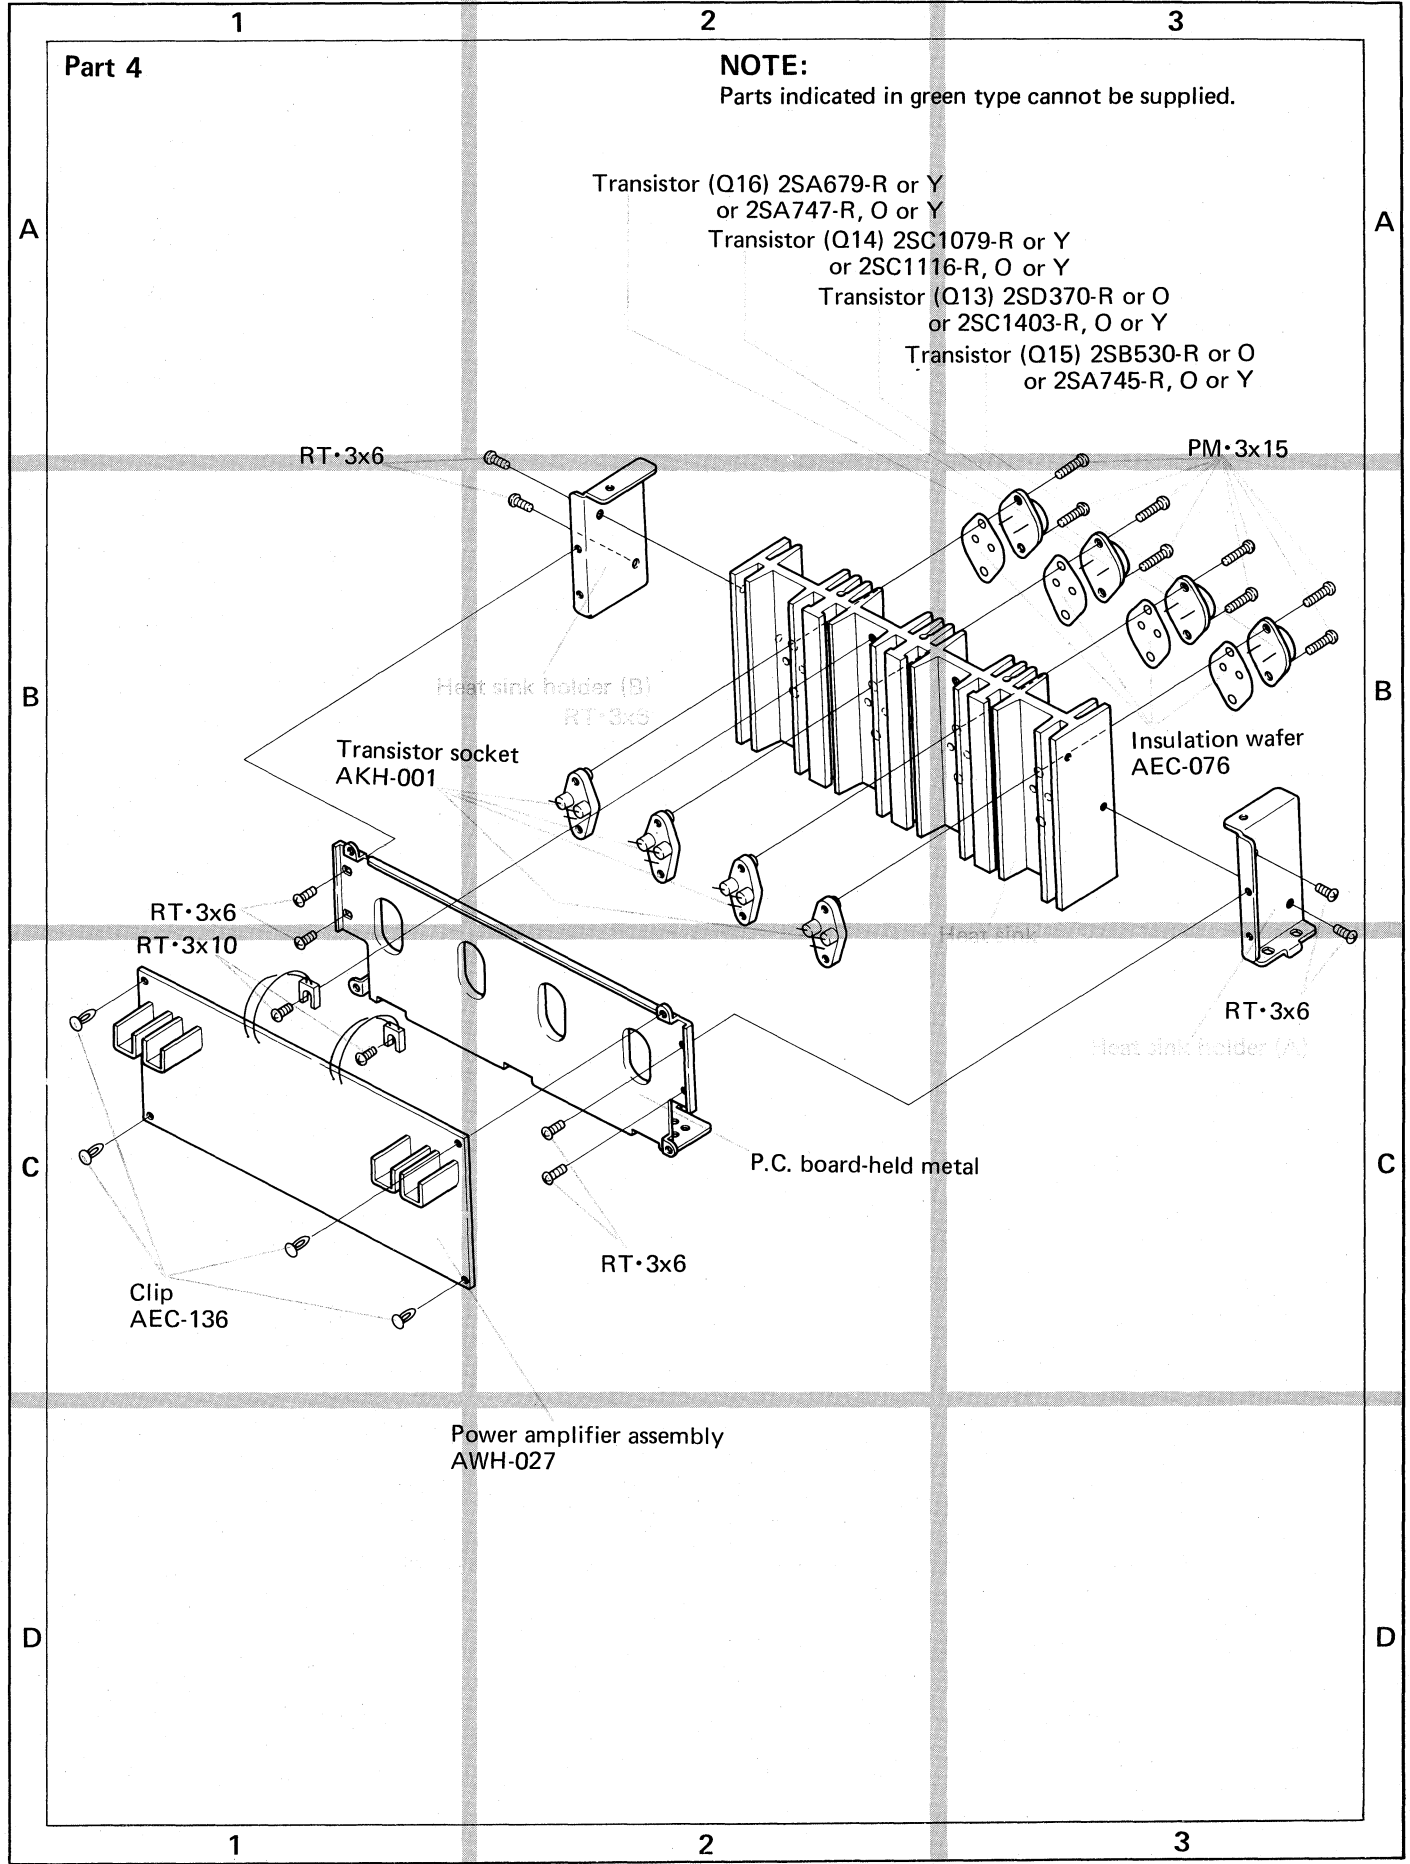 1 2 3
Part 4
NOTE:
Parts indicated in green type cannot be supplied.
Transistor (Q16) 2SA679-R or Y
or 2SA747-R, O or Y
Transistor (Q14) 2SC1079-R or Y
or 2SC1116-R, O or Y
A A
Transistor (Q13) 2SD370-R or O
or 2SC1403-R, O or Y
Transistor (Q15) 2SB530-R or O
or 2SA745-R, O or Y
RT•3x6
PM•3x15
Heat sink holder (B)
B B
Transistor socket
AKH-001
Insulation wafer
AEC-076
RT•3x6
RT•3x10
Heat sink
RT•3x6
Heat sink holder (A)
C C
P.C. board-held metal
RT•3x6
Clip
AEC-136
Power amplifier assembly
AWH-027
D D
1 2 3